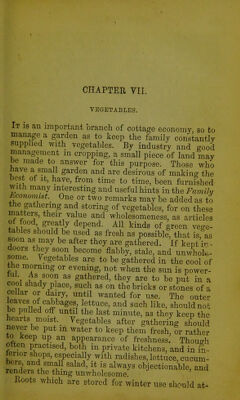 CHAPTER VII.
VEGETABLES.
IT is an important branch of cottage economy, so to
manage a garden as to keep the family constantly
supplied with vegetables. By industry and good
management in cropping, a small piece of land may
be made to answer for this purpose. Those who
have a small garden and are desirous of making the
best of it, have, from time to time, been furnished
with many interesting and useful hints in the Family
Economist. One or two remarks may be added as to
the gathering and storing of vegetables, for on these
matters, their value and wholesomeness, as articles
of food, greatly depend. All kinds of green vege-
tables should be used as fresh as possible, that is, as
soon as may be after they are gathered. If kept in-
doors they soon become flabby, stale, and unwhole-
some. Vegetables are to be gathered in the cool of
the morning or evening, not when the sun is power-
ful. As soon as gathered, they are to be put in a
cool shady place, such as on the bricks or stones of a
cellar or dairy, until wanted for use. The outer
leaves of cabbages, lettuce, and such like, should not
be pulled off until the last minute, as they keep the
hearts moist. Vegetables after gathering should
never be put in water to keep them fresh, or rather
to keep up an appearance of freshness. Though
often practised, both in private kitchens, and in in-
ferior shops, especially with radishes, lettuce, cucum-
bers, and small salad, it is always objectionable, and
renders the thing unwholesome.
Roots which are stored for winter use should at-